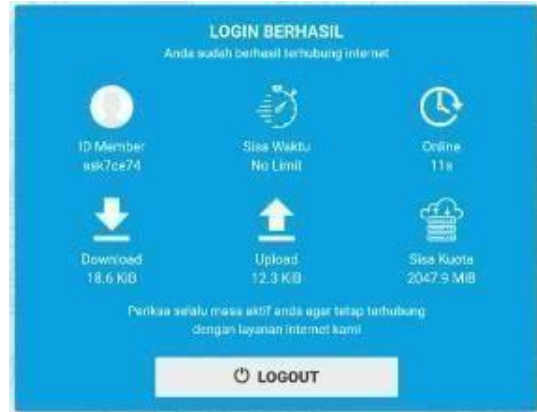 LOGIN BERHASIL
Anda sudah berhasil terhubung internet
ID Member
Sisa Waktu
Online
ask7ce74
No Limit
11s
Download
Upload
Sisa Kuota
18.6 KiB
12.3 KiB
2047.9 MiB
Periksa selalu masa aktif anda agar tetap terhubung
dengan layanan internet kami
LOGOUT